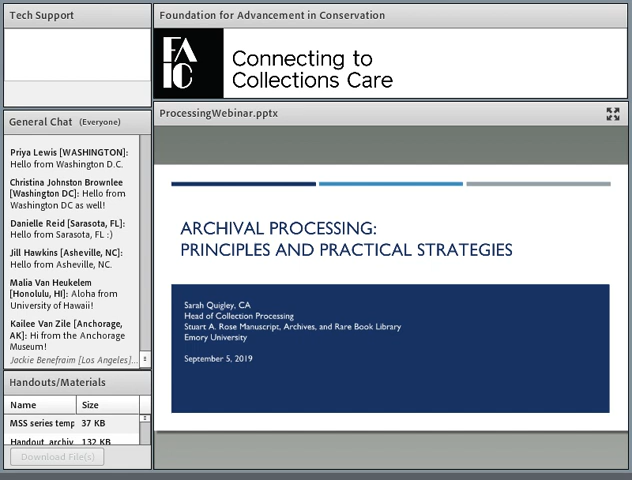 Tech Support
Foundation for Advancement in Conservation
FA
IC
Connecting to
Collections Care
General Chat (Everyone)
Priya Lewis [WASHINGTON]:
Hello from Washington D.C.
Christina Johnston Brownlee
[Washington DC]: Hello from
Washington DC as well!
Danielle Reid [Sarasota, FL]:
Hello from Sarasota, FL :)
Jill Hawkins [Asheville, NC]:
Hello from Asheville, NC.
Malia Van Heukelem
[Honolulu, HI]: Aloha from
University of Hawaii!
Kailee Van Zile [Anchorage,
AK]: Hi from the Anchorage
Museum!
Jackie Benefraim [Los Angeles]...
Handouts/Materials
Name Size
MSS series temp 37 KB
Handout_archiv 132 KB
Download File(s)
ProcessingWebinar.pptx
ARCHIVAL PROCESSING:
PRINCIPLES AND PRACTICAL STRATEGIES
Sarah Quigley, CA
Head of Collection Processing
Stuart A. Rose Manuscript, Archives, and Rare Book Library
Emory University
September 5, 2019